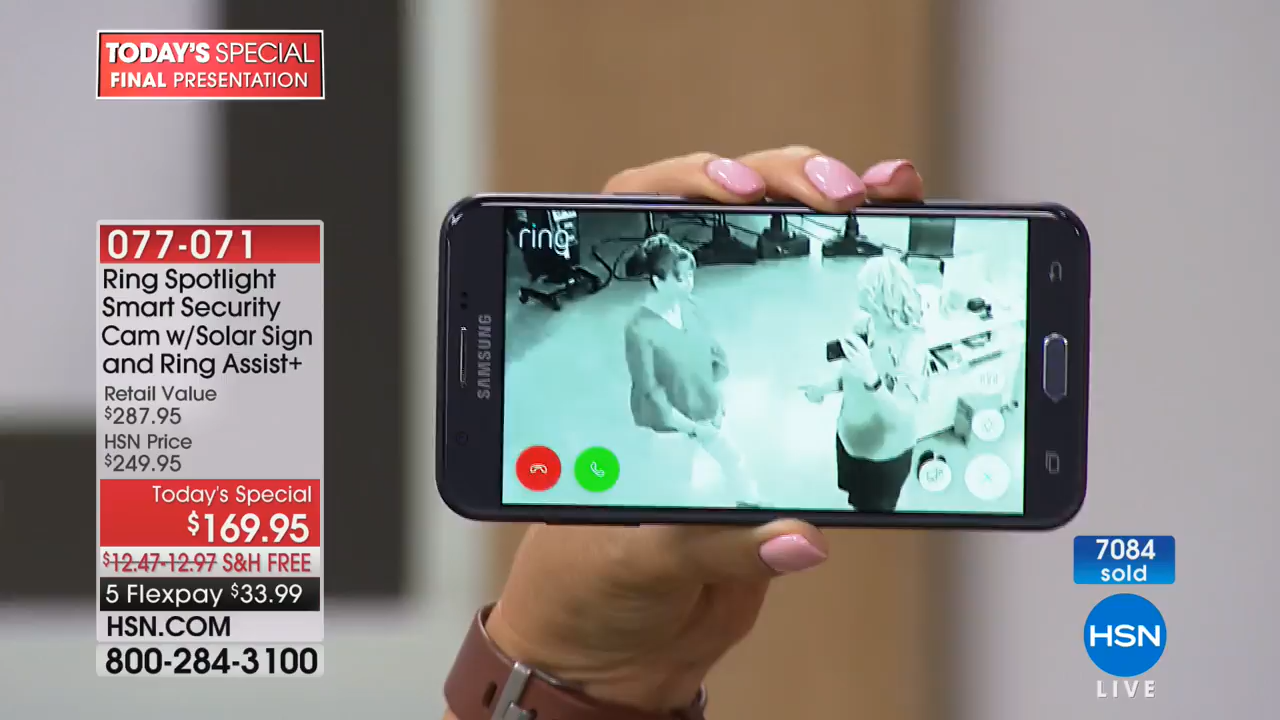 TODAY'S SPECIAL
FINAL PRESENTATION
077-071
Ring Spotlight
Smart Security
Cam w/Solar Sign
and Ring Assist+
Retail Value
$287.95
HSN Price
$249.95
Today's Special
$169.95
$12.47-12.97 S&H FREE
5 Flexpay $33.99
HSN.COM
800-284-3100
ring
SAMSUNG
7084
sold
HSN
LIVE